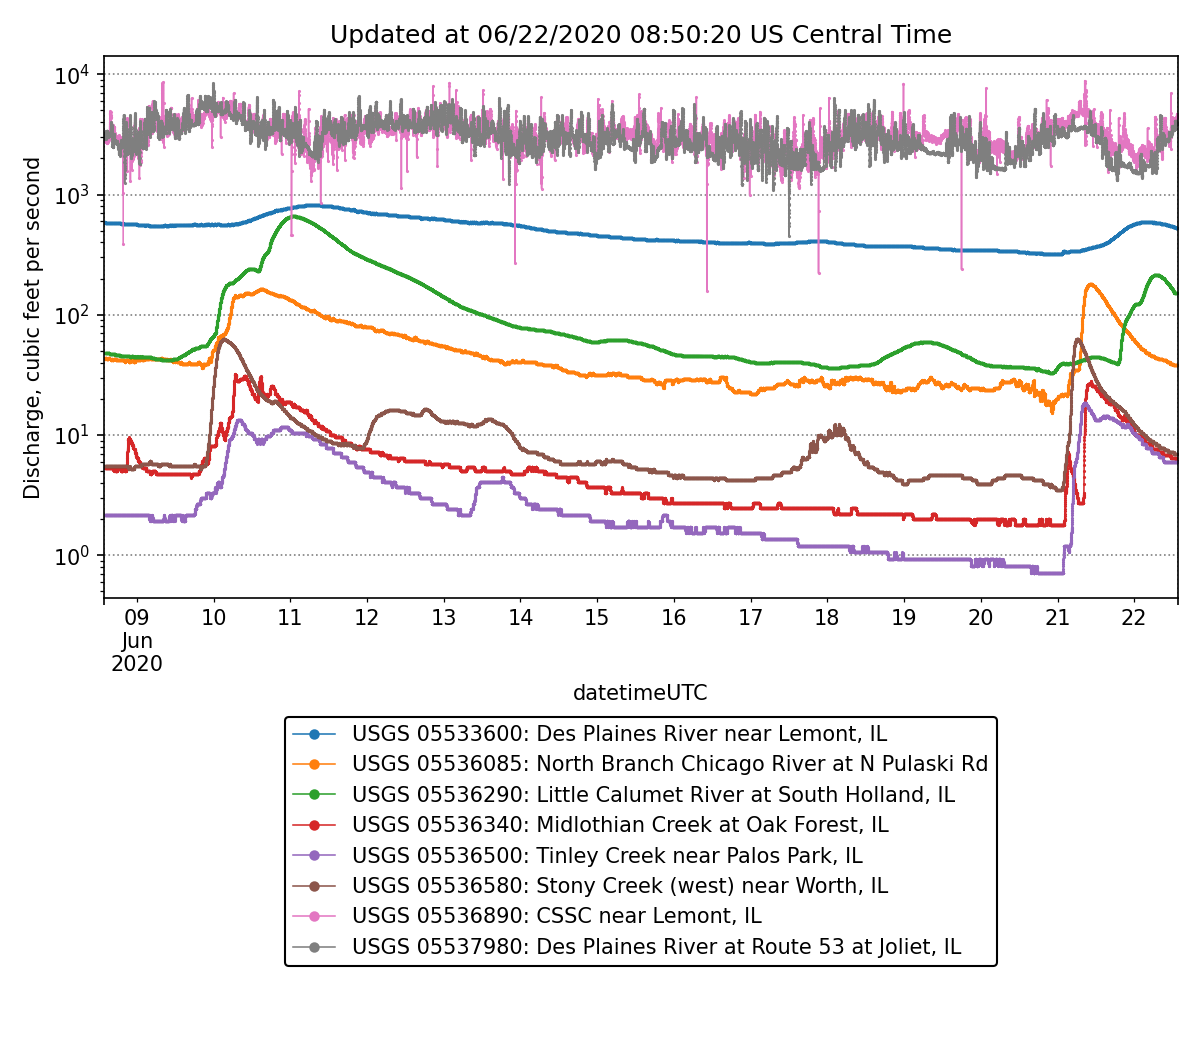 Updated at 06/22/2020 08:50:20 US Central Time
Discharge, cubic feet per second
10^4
10^3
10^2
10^1
10^0
09 10 11 12 13 14 15 16 17 18 19 20 21 22
Jun
2020
datetimeUTC
USGS 05533600: Des Plaines River near Lemont, IL
USGS 05536085: North Branch Chicago River at N Pulaski Rd
USGS 05536290: Little Calumet River at South Holland, IL
USGS 05536340: Midlothian Creek at Oak Forest, IL
USGS 05536500: Tinley Creek near Palos Park, IL
USGS 05536580: Stony Creek (west) near Worth, IL
USGS 05536890: CSSC near Lemont, IL
USGS 05537980: Des Plaines River at Route 53 at Joliet, IL